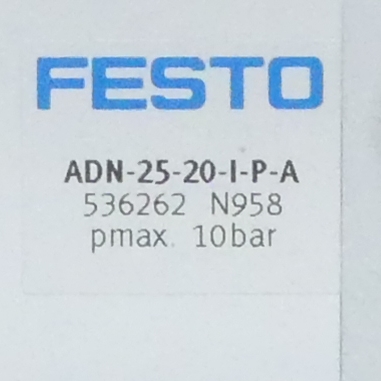 FESTO
ADN-25-20-I-P-A
536262 N958
pmax. 10bar